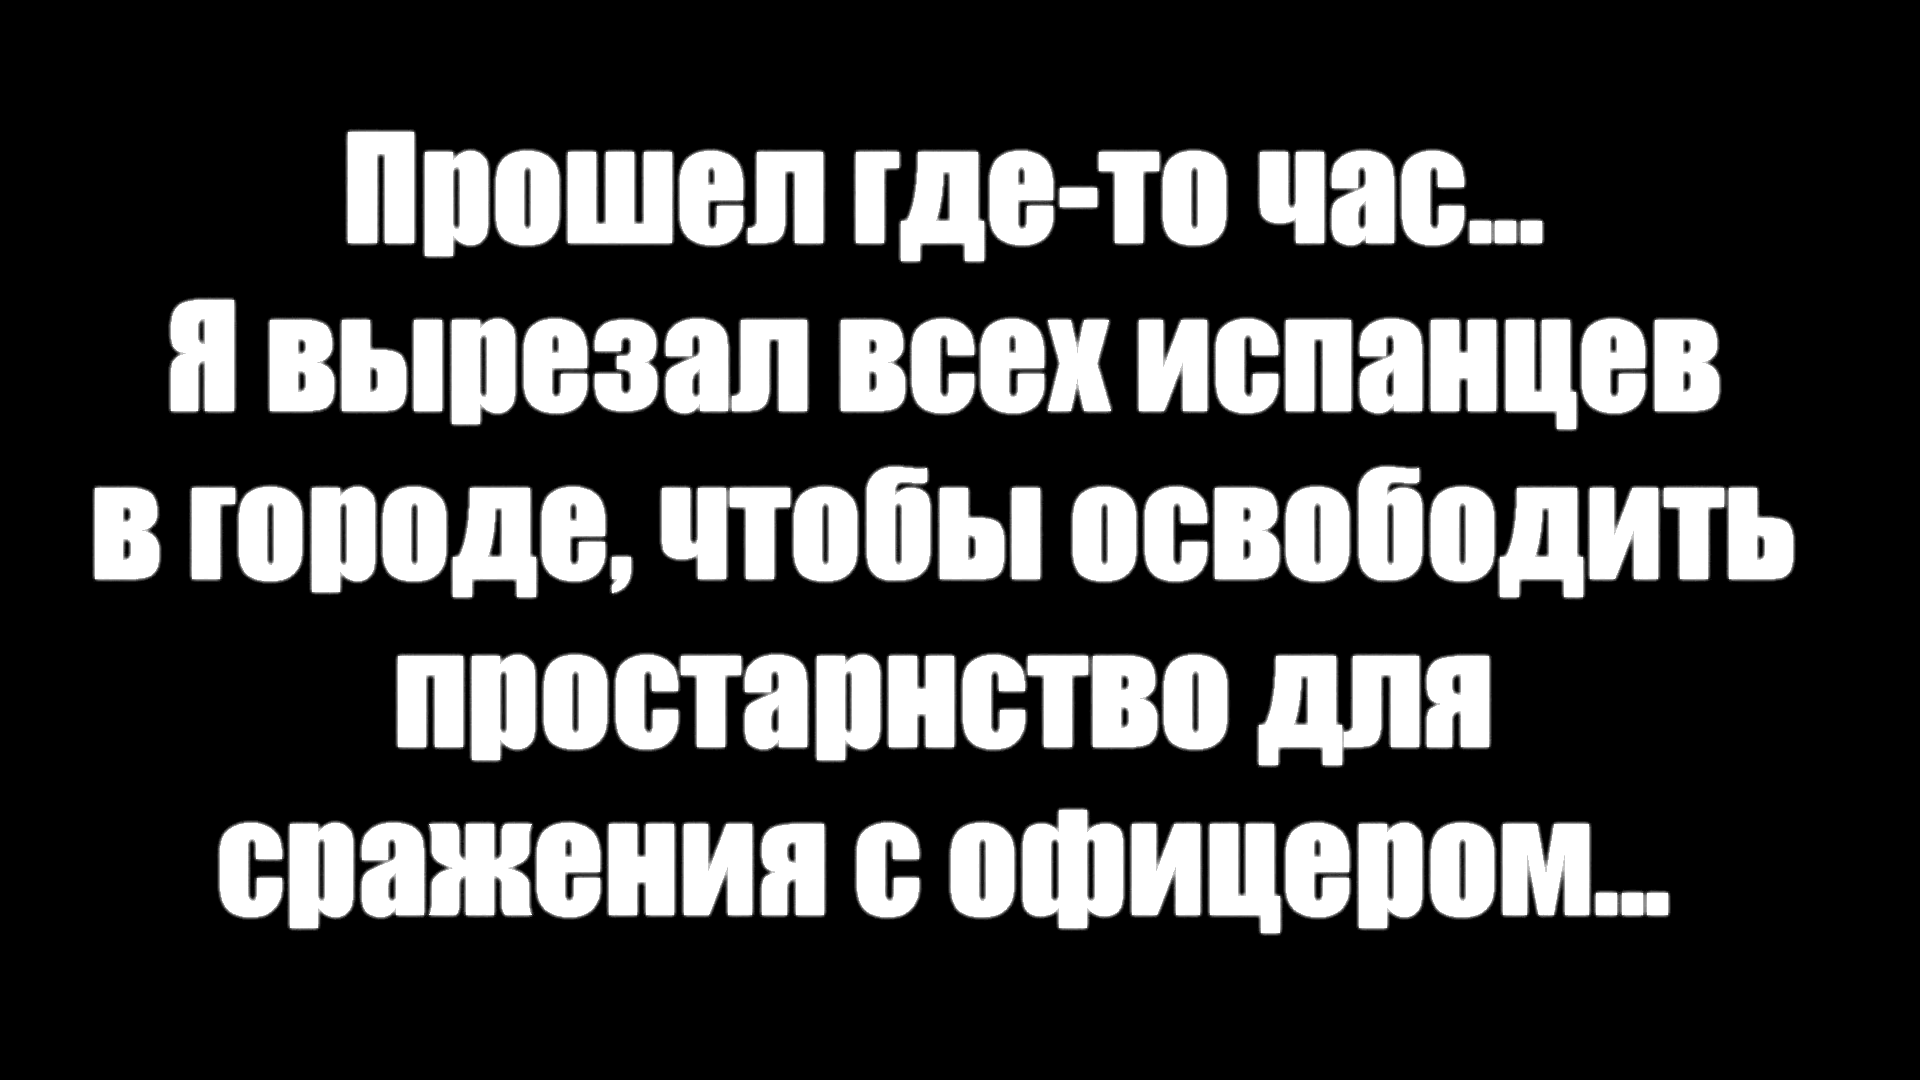 Прошел где-то час...
Я вырезал всех испанцев
в городе, чтобы освободить
простарнство для
сражения с офицером...